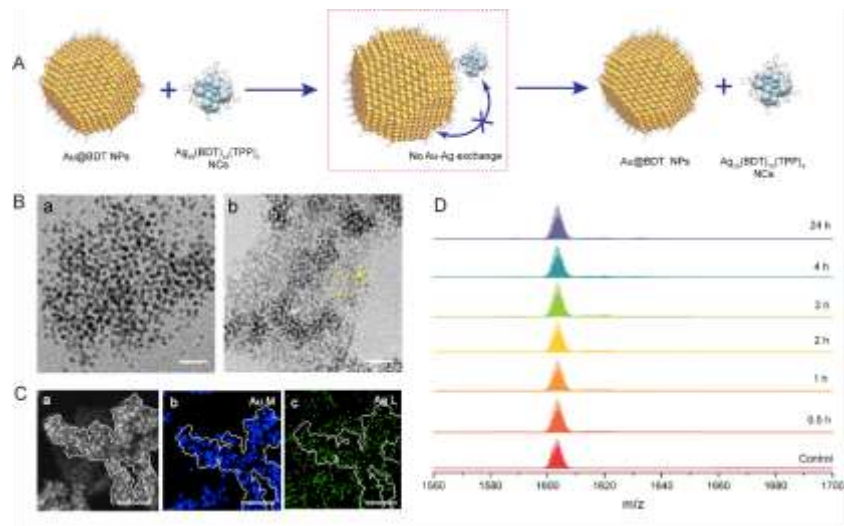 A
Au@BDT NPs
NCs
No Au-Ag exchange
Au@BDT NPs
NCs
B
a
b
C
a
b
Au M
c
Ag L
D
24 h
4 h
3 h
2 h
1 h
0.5 h
Control
1560
1580
1600
1620
1640
1660
1680
1700
m/z